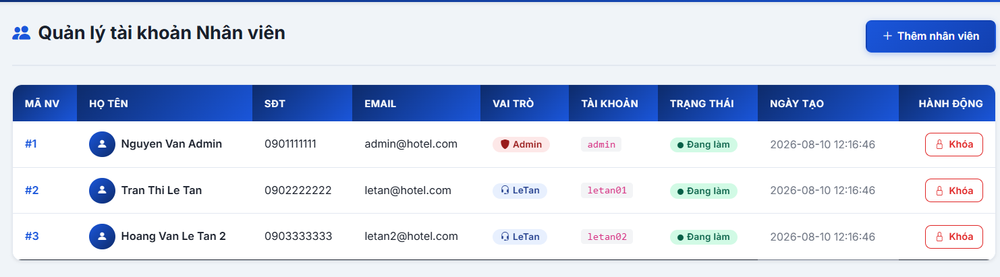 Quản lý tài khoản Nhân viên
+ Thêm nhân viên
MÃ NV HỌ TÊN SĐT EMAIL VAI TRÒ TÀI KHOẢN TRẠNG THÁI NGÀY TẠO HÀNH ĐỘNG
#1 Nguyen Van Admin 0901111111 admin@hotel.com Admin admin Đang làm 2026-08-10 12:16:46 Khóa
#2 Tran Thi Le Tan 0902222222 letan@hotel.com LeTan letan01 Đang làm 2026-08-10 12:16:46 Khóa
#3 Hoang Van Le Tan 2 0903333333 letan2@hotel.com LeTan letan02 Đang làm 2026-08-10 12:16:46 Khóa